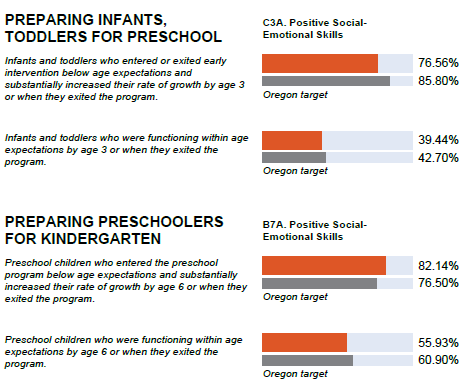 PREPARING INFANTS,
TODDLERS FOR PRESCHOOL
C3A. Positive Social-
Emotional Skills
Infants and toddlers who entered or exited early
intervention below age expectations and
substantially increased their rate of growth by age 3
or when they exited the program.
76.56%
85.80%
Oregon target
Infants and toddlers who were functioning within age
expectations by age 3 or when they exited the
program.
39.44%
42.70%
Oregon target
PREPARING PRESCHOOLERS
FOR KINDERGARTEN
B7A. Positive Social-
Emotional Skills
Preschool children who entered the preschool
program below age expectations and substantially
increased their rate of growth by age 6 or when they
exited the program.
82.14%
76.50%
Oregon target
Preschool children who were functioning within age
expectations by age 6 or when they exited the
program.
55.93%
60.90%
Oregon target